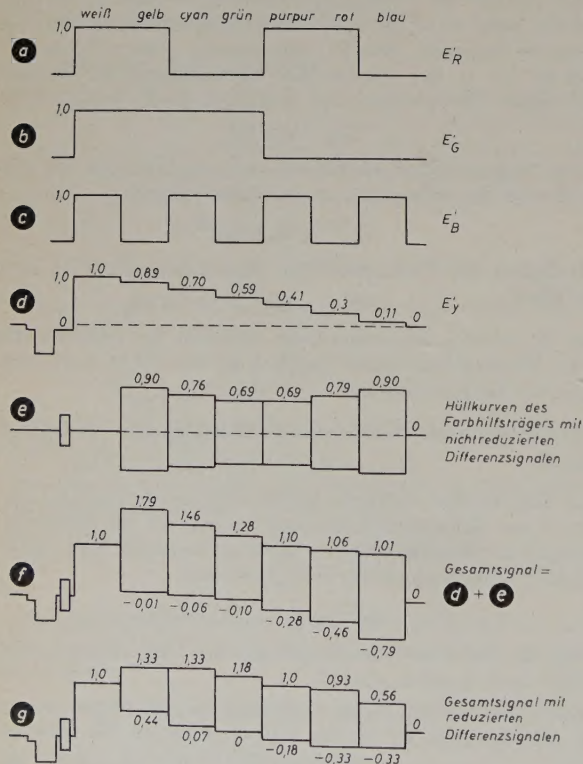 weiß gelb cyan grün purpur rot blau
1,0
a
E'R
b
E'G
1,0
c
E'B
1,0 0,89 0,70 0,59 0,41 0,3 0,11 0
1,0
d
0
E'y
0,90 0,76 0,69 0,69 0,79 0,90
e
0
Hüllkurven des
Farbhilfsträgers mit
nichtreduzierten
Differenzsignalen
1,79 1,46 1,28 1,10 1,06 1,01
1,0
f
0
-0,01 -0,06 -0,10 -0,28 -0,46 -0,79
Gesamtsignal =
d + e
1,33 1,33 1,18 1,0 0,93 0,56
1,0
g
0
0,44 0,07 0 -0,18 -0,33 -0,33
Gesamtsignal mit
reduzierten
Differenzsignalen